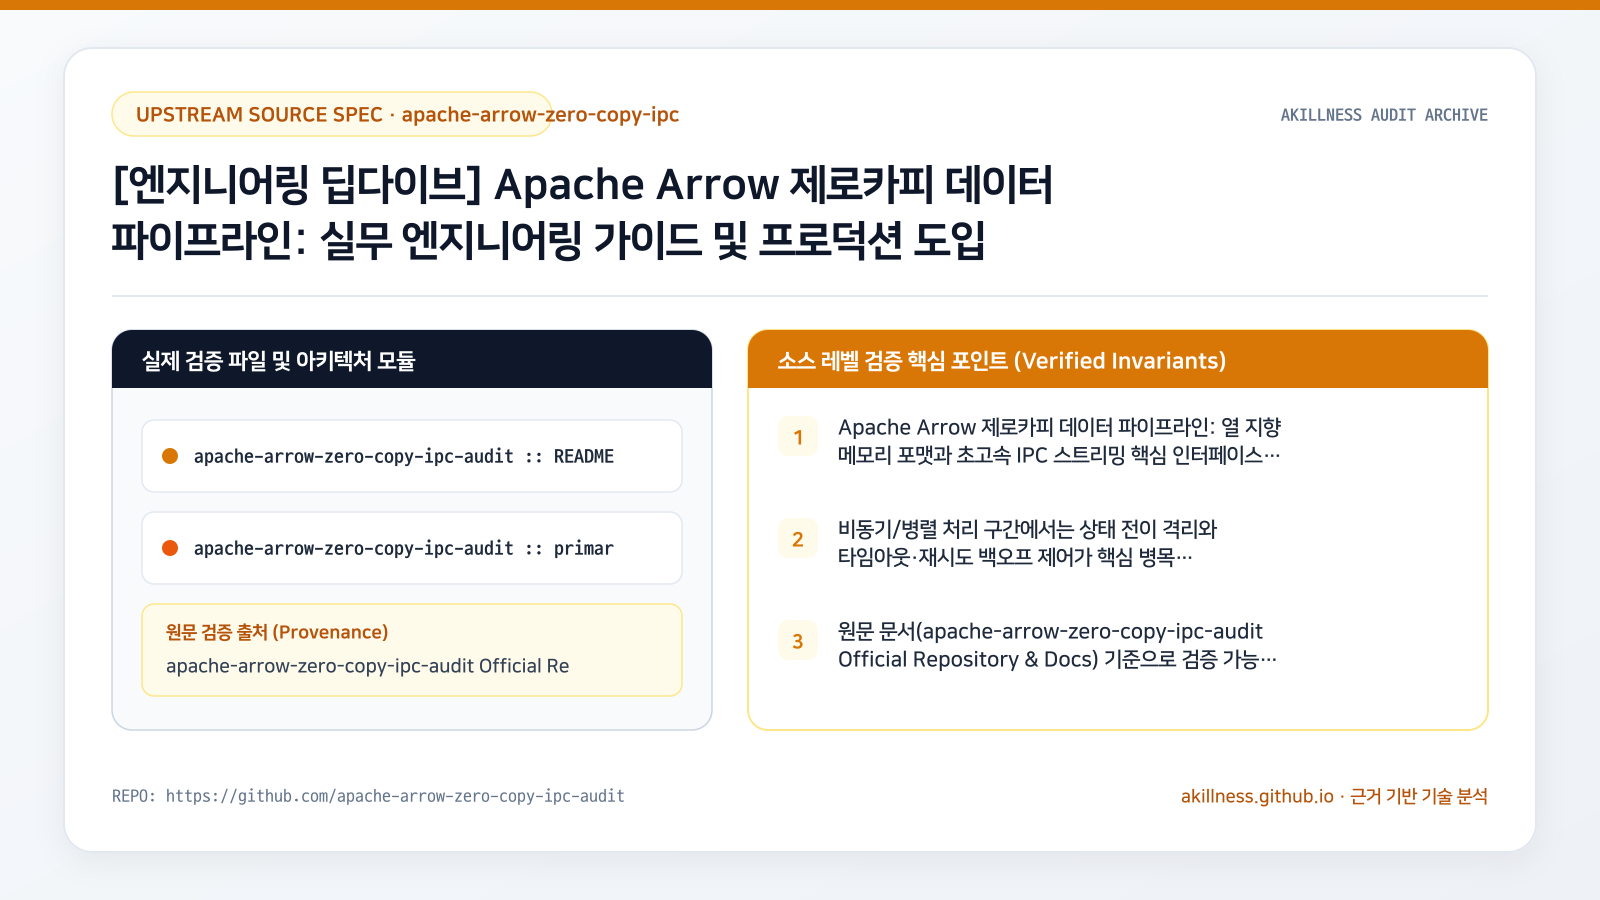 UPSTREAM SOURCE SPEC · apache-arrow-zero-copy-ipc
AKILLNESS AUDIT ARCHIVE
[엔지니어링 딥다이브] Apache Arrow 제로카피 데이터
파이프라인: 실무 엔지니어링 가이드 및 프로덕션 도입
실제 검증 파일 및 아키텍처 모듈
apache-arrow-zero-copy-ipc-audit :: README
apache-arrow-zero-copy-ipc-audit :: primar
원문 검증 출처 (Provenance)
apache-arrow-zero-copy-ipc-audit Official Re
소스 레벨 검증 핵심 포인트 (Verified Invariants)
1
Apache Arrow 제로카피 데이터 파이프라인: 열 지향
메모리 포맷과 초고속 IPC 스트리밍 핵심 인터페이스…
2
비동기/병렬 처리 구간에서는 상태 전이 격리와
타임아웃·재시도 백오프 제어가 핵심 병목…
3
원문 문서(apache-arrow-zero-copy-ipc-audit
Official Repository & Docs) 기준으로 검증 가능…
REPO: https://github.com/apache-arrow-zero-copy-ipc-audit
akillness.github.io · 근거 기반 기술 분석